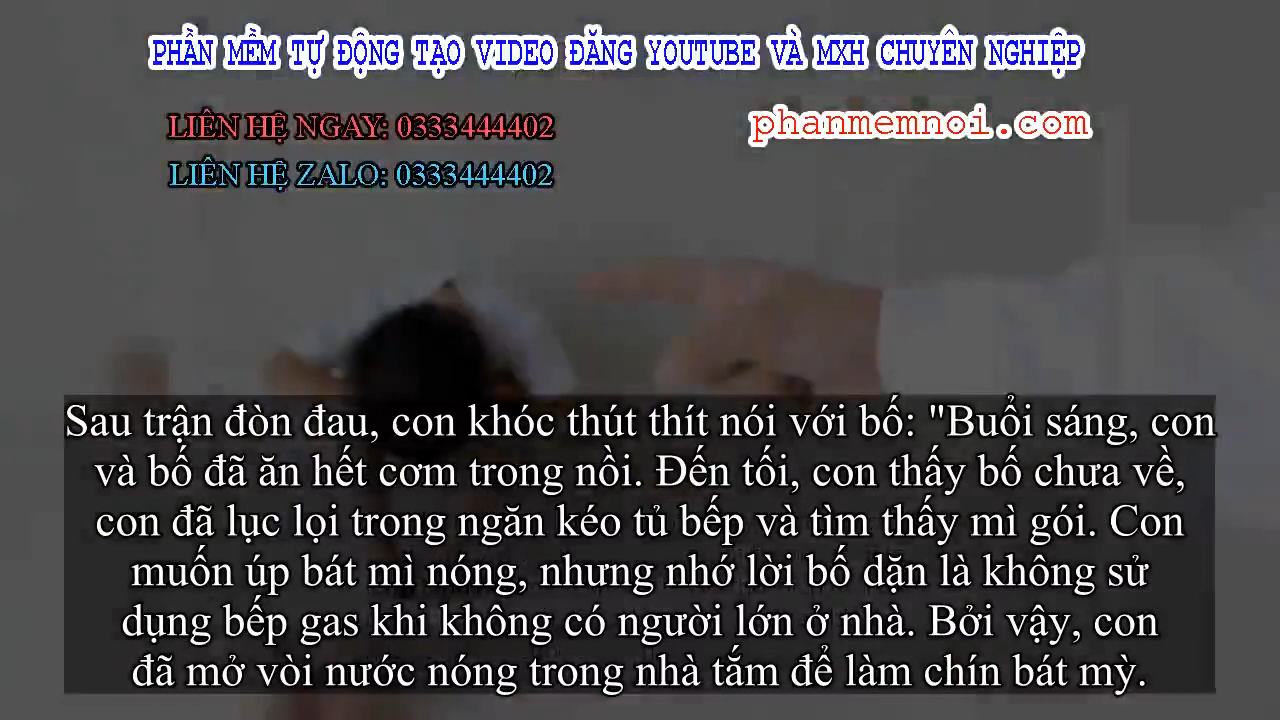 PHẦN MỀM TỰ ĐỘNG TẠO VIDEO ĐĂNG YOUTUBE VÀ MXH CHUYÊN NGHIỆP
LIÊN HỆ NGAY: 0333444402
phanmemnoi.com
LIÊN HỆ ZALO: 0333444402
Sau trận đòn đau, con khóc thút thít nói với bố: "Buổi sáng, con
và bố đã ăn hết cơm trong nồi. Đến tối, con thấy bố chưa về,
con đã lục lọi trong ngăn kéo tủ bếp và tìm thấy mì gói. Con
muốn úp bát mì nóng, nhưng nhớ lời bố dặn là không sử
dụng bếp gas khi không có người lớn ở nhà. Bởi vậy, con
đã mở vòi nước nóng trong nhà tắm để làm chín bát mỳ.